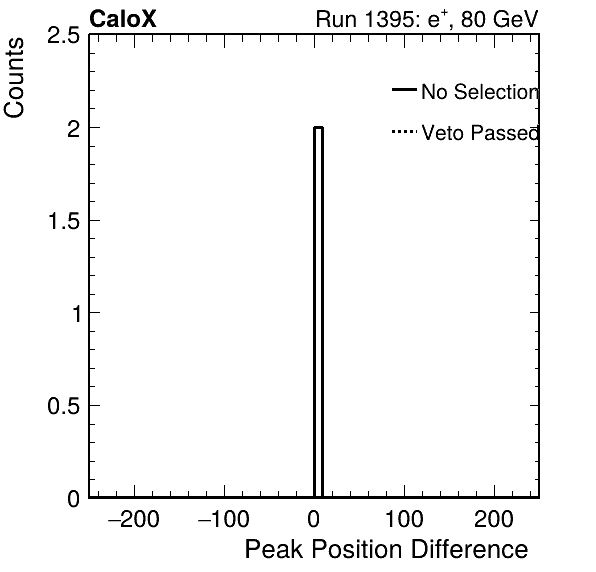 CaloX Run 1395: e⁺, 80 GeV
Counts
2.5
2
1.5
1
0.5
0
No Selection
Veto Passed
−200 −100 0 100 200
Peak Position Difference